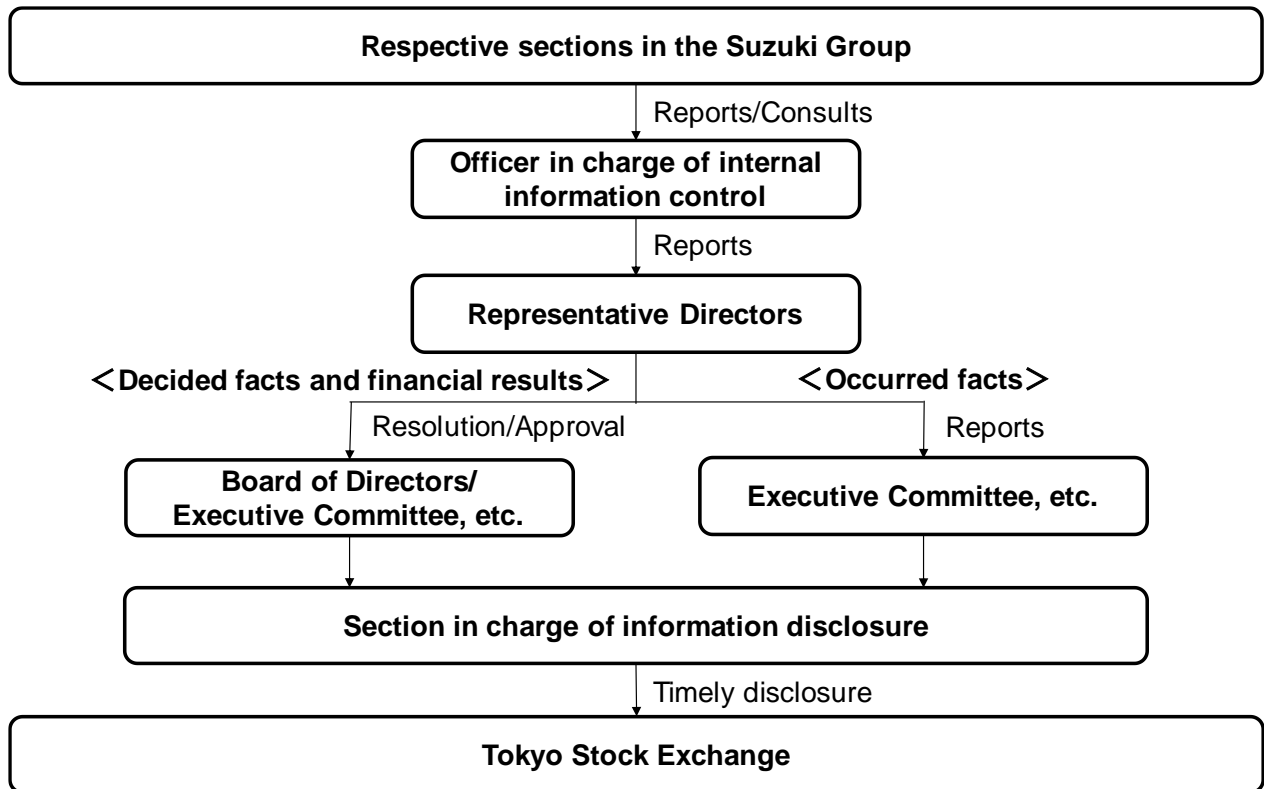 Respective sections in the Suzuki Group
Reports/Consults
Officer in charge of internal
information control
Reports
Representative Directors
＜Decided facts and financial results＞
＜Occurred facts＞
Resolution/Approval
Reports
Board of Directors/
Executive Committee, etc.
Executive Committee, etc.
Section in charge of information disclosure
Timely disclosure
Tokyo Stock Exchange